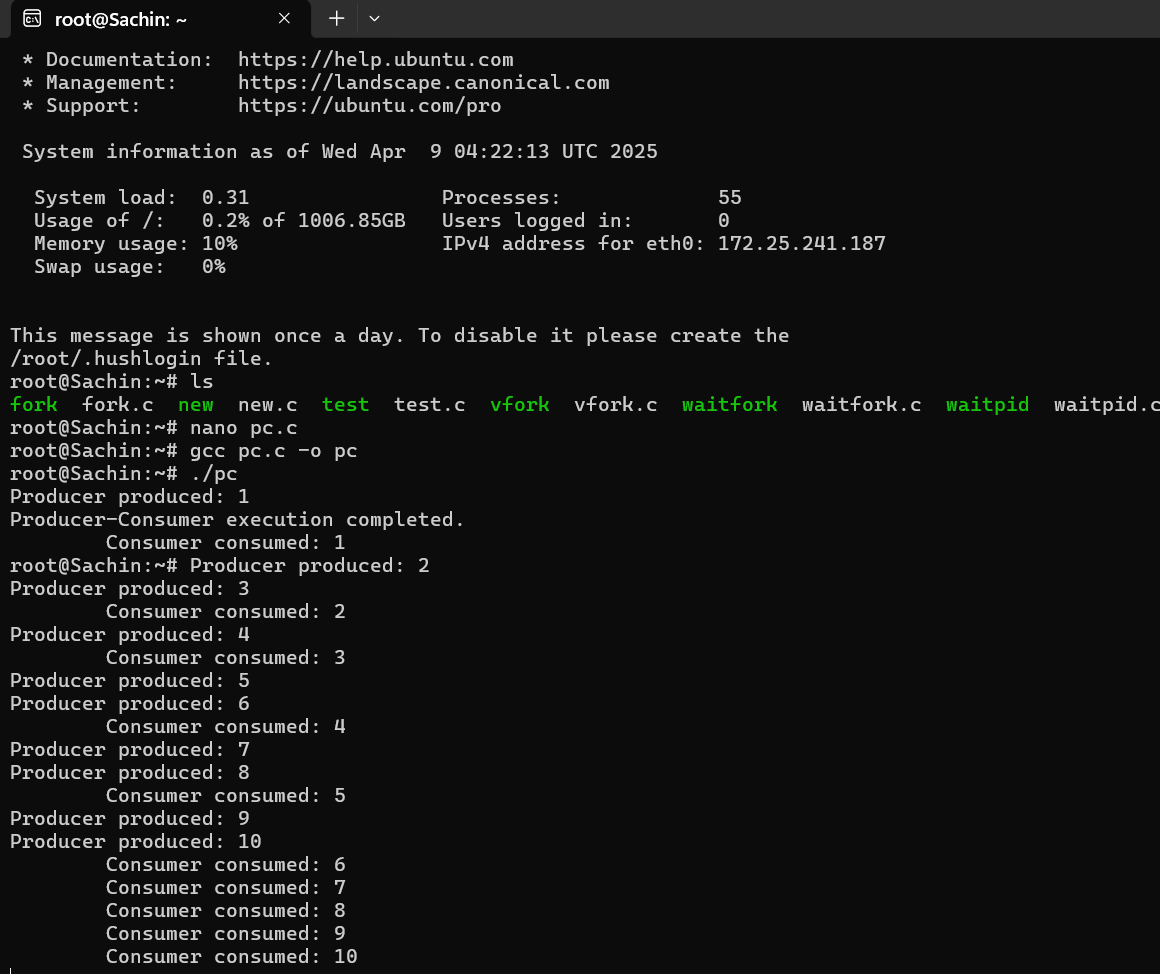 root@Sachin: ~
* Documentation:  https://help.ubuntu.com
* Management:     https://landscape.canonical.com
* Support:        https://ubuntu.com/pro
System information as of Wed Apr  9 04:22:13 UTC 2025
System load:  0.31                Processes:             55
Usage of /:   0.2% of 1006.85GB   Users logged in:       0
Memory usage: 10%                 IPv4 address for eth0: 172.25.241.187
Swap usage:   0%
This message is shown once a day. To disable it please create the
/root/.hushlogin file.
root@Sachin:~# ls
fork  fork.c  new  new.c  test  test.c  vfork  vfork.c  waitfork  waitfork.c  waitpid  waitpid.c
root@Sachin:~# nano pc.c
root@Sachin:~# gcc pc.c -o pc
root@Sachin:~# ./pc
Producer produced: 1
Producer-Consumer execution completed.
        Consumer consumed: 1
root@Sachin:~# Producer produced: 2
Producer produced: 3
        Consumer consumed: 2
Producer produced: 4
        Consumer consumed: 3
Producer produced: 5
Producer produced: 6
        Consumer consumed: 4
Producer produced: 7
Producer produced: 8
        Consumer consumed: 5
Producer produced: 9
Producer produced: 10
        Consumer consumed: 6
        Consumer consumed: 7
        Consumer consumed: 8
        Consumer consumed: 9
        Consumer consumed: 10